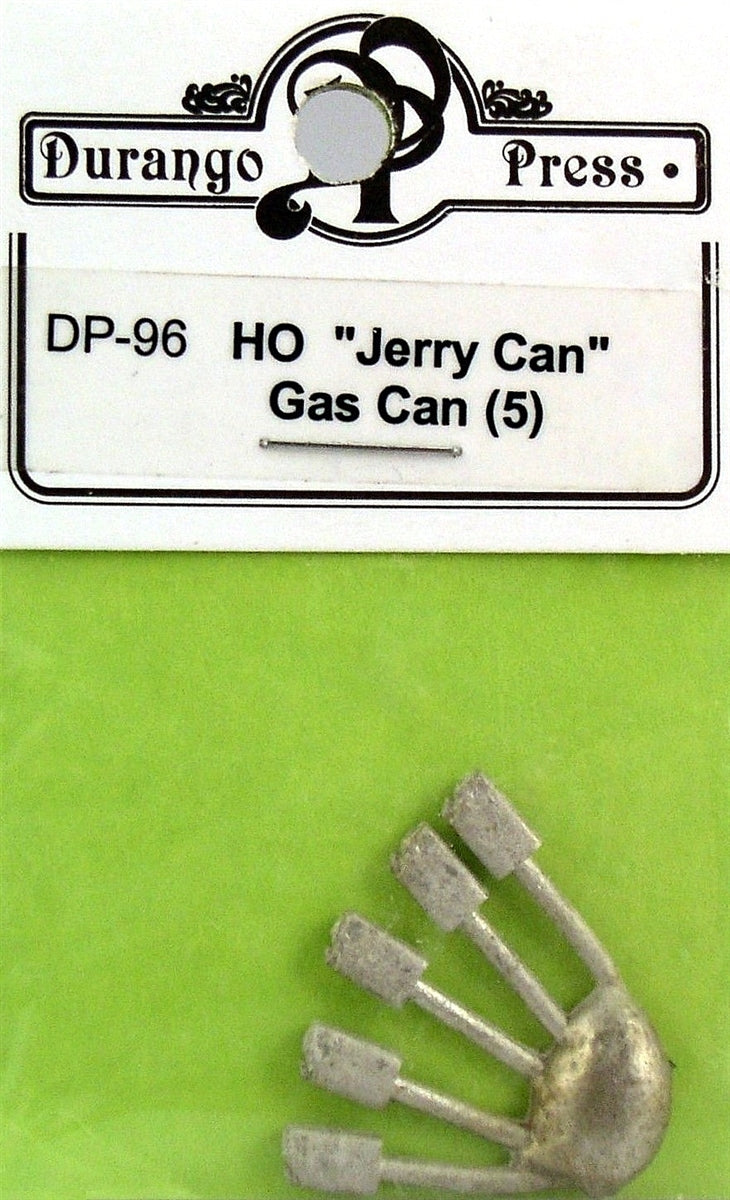 Durango Press •
DP-96 HO "Jerry Can"
Gas Can (5)